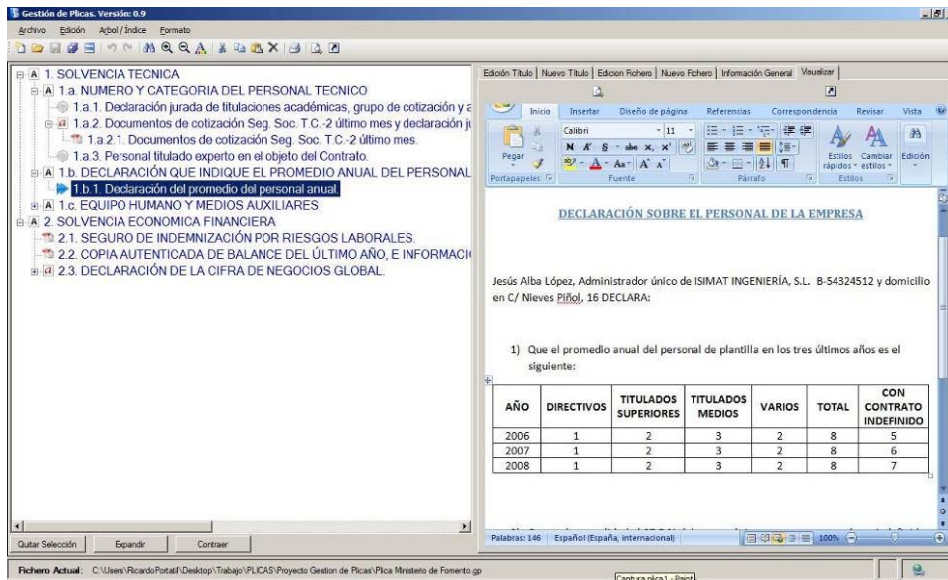 Gestión de Plicas. Versión: 0.9
Archivo Edición Arbol/Índice Formato
1. SOLVENCIA TECNICA
1.a. NUMERO Y CATEGORIA DEL PERSONAL TECNICO
1.a.1. Declaración jurada de titulaciones académicas, grupo de cotización y a
1.a.2. Documentos de cotización Seg. Soc. T.C.-2 último mes y declaración ju
1.a.2.1. Documentos de cotización Seg. Soc. T.C-2 último mes.
1.a.3. Personal titulado experto en el objeto del Contrato.
1.b. DECLARACIÓN QUE INDIQUE EL PROMEDIO ANUAL DEL PERSONAL
1.b.1. Declaración del promedio del personal anual.
1.c. EQUIPO HUMANO Y MEDIOS AUXILIARES
2. SOLVENCIA ECONOMICA FINANCIERA
2.1. SEGURO DE INDEMNIZACIÓN POR RIESGOS LABORALES.
2.2. COPIA AUTENTICADA DE BALANCE DEL ÚLTIMO AÑO, E INFORMACI
2.3. DECLARACIÓN DE LA CIFRA DE NEGOCIOS GLOBAL.
Quitar Selección Expandir Contraer
Edición Título Nuevo Título Edicion Fichero Nuevo Fichero Información General Visualizar
Inicio Insertar Diseño de página Referencias Correspondencia Revisar Vista
Calibri 11
Pegar
N K S abc x, x'
Aa
Estilos rápidos Cambiar estilos Edición
Portapapeles Fuente Párrafo Estilos
DECLARACIÓN SOBRE EL PERSONAL DE LA EMPRESA
Jesús Alba López, Administrador único de ISIMAT INGENIERÍA, S.L. B-54324512 y domicilio
en C/ Nieves Piñol, 16 DECLARA:
1) Que el promedio anual del personal de plantilla en los tres últimos años es el
siguiente:
AÑO DIRECTIVOS TITULADOS SUPERIORES TITULADOS MEDIOS VARIOS TOTAL CON CONTRATO INDEFINIDO
2006 1 2 3 2 8 5
2007 1 2 3 2 8 6
2008 1 2 3 2 8 7
Palabras: 146 Español (España, internacional) 100%
Fichero Actual: C:\Users\RicardoPortatil\Desktop\Trabajo\PLICAS\Proyecto Gestion de Plicas\Plica Ministerio de Fomento.gp
Captura plica1 - Paint